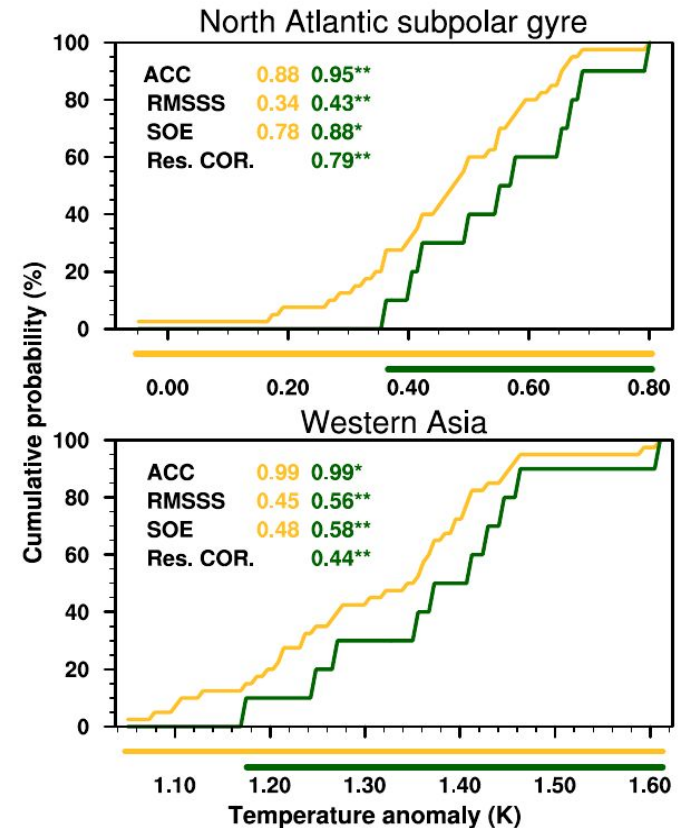 North Atlantic subpolar gyre
100
80
60
40
20
0
ACC 0.88 0.95**
RMSSS 0.34 0.43**
SOE 0.78 0.88*
Res. COR. 0.79**
0.00 0.20 0.40 0.60 0.80
Cumulative probability (%)
Western Asia
100
80
60
40
20
0
ACC 0.99 0.99*
RMSSS 0.45 0.56**
SOE 0.48 0.58**
Res. COR. 0.44**
1.10 1.20 1.30 1.40 1.50 1.60
Temperature anomaly (K)